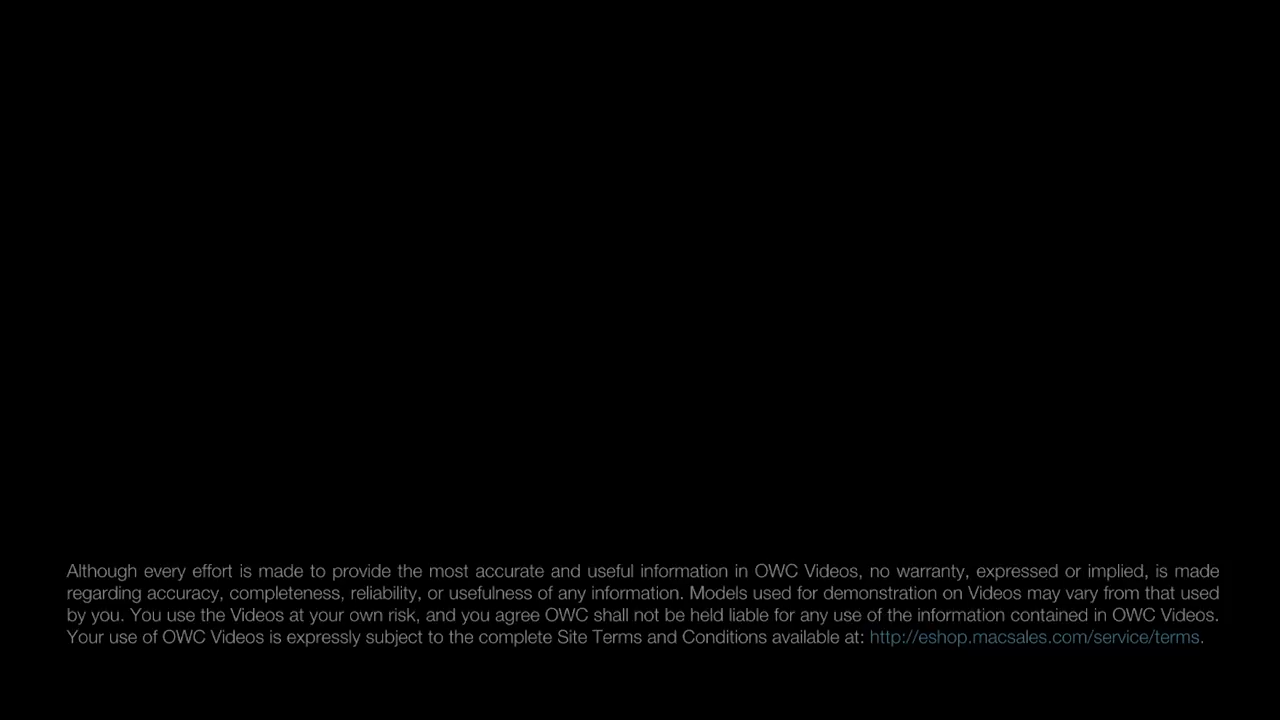 Although every effort is made to provide the most accurate and useful information in OWC Videos, no warranty, expressed or implied, is made
regarding accuracy, completeness, reliability, or usefulness of any information. Models used for demonstration on Videos may vary from that used
by you. You use the Videos at your own risk, and you agree OWC shall not be held liable for any use of the information contained in OWC Videos.
Your use of OWC Videos is expressly subject to the complete Site Terms and Conditions available at: http://eshop.macsales.com/service/terms.